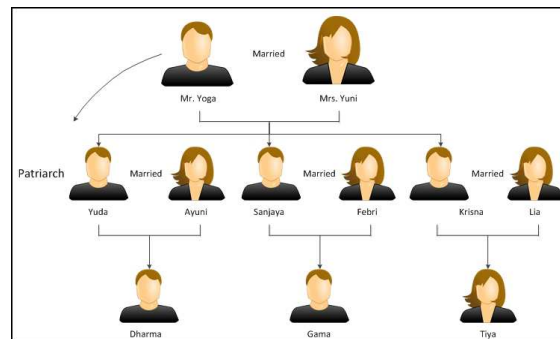 Married
Mr. Yoga
Mrs. Yuni
Patriarch
Married
Married
Married
Yuda
Ayuni
Sanjaya
Febri
Krisna
Lia
Dharma
Gama
Tiya